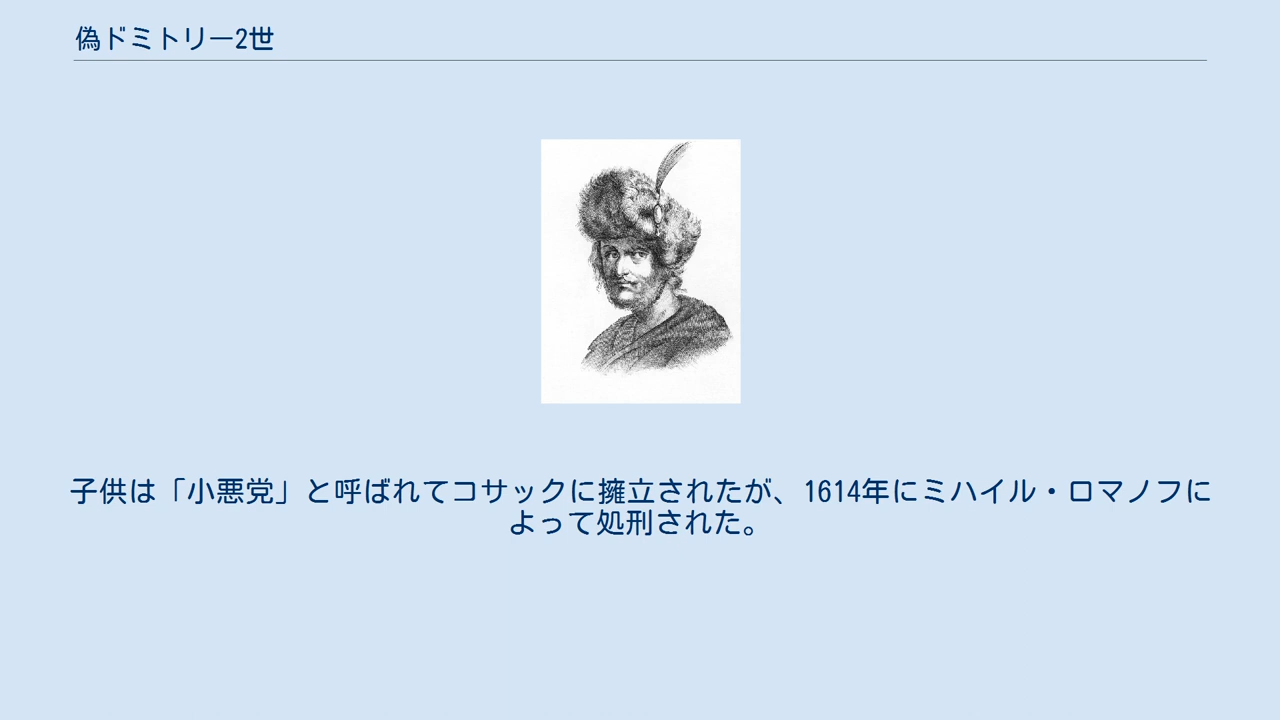 偽ドミトリー2世
子供は「小悪党」と呼ばれてコサックに擁立されたが、1614年にミハイル・ロマノフに
よって処刑された。